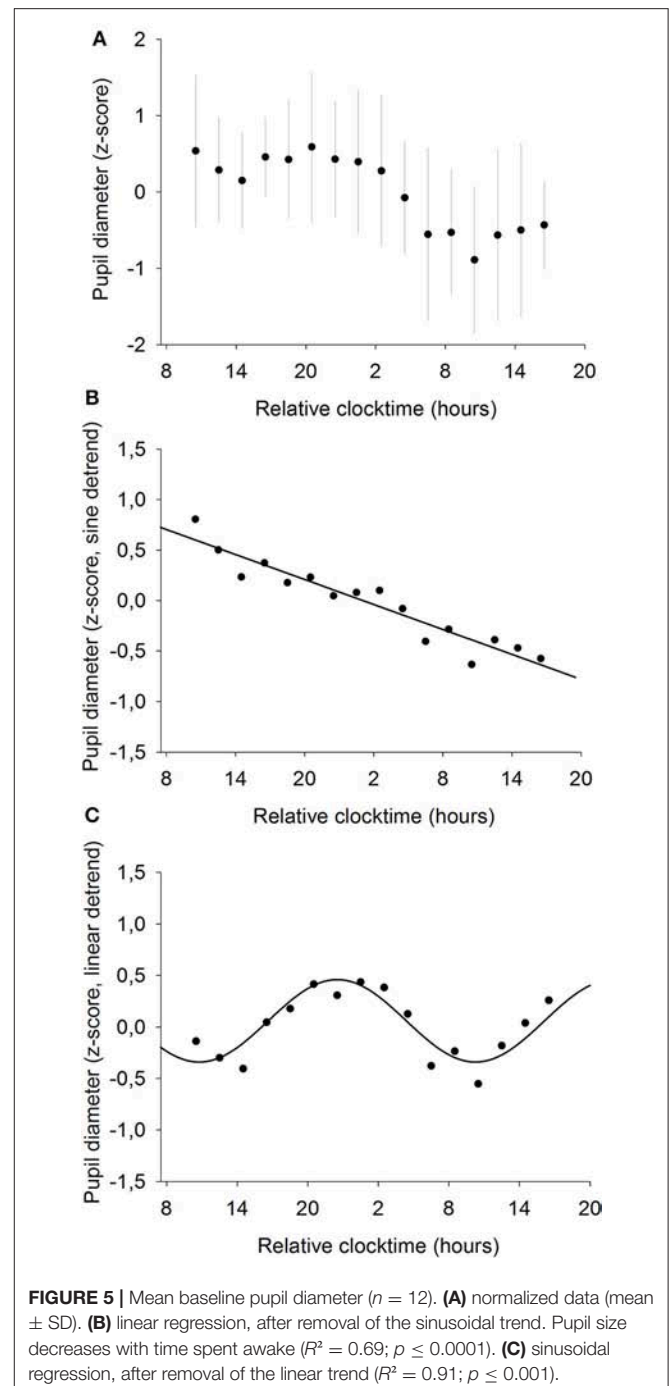 A
2
1
0
-1
-2
Pupil diameter (z-score)
8 14 20 2 8 14 20
Relative clocktime (hours)
B
1,5
1,0
0,5
0,0
-0,5
-1,0
-1,5
Pupil diameter (z-score, sine detrend)
8 14 20 2 8 14 20
Relative clocktime (hours)
C
1,5
1,0
0,5
0,0
-0,5
-1,0
-1,5
Pupil diameter (z-score, linear detrend)
8 14 20 2 8 14 20
Relative clocktime (hours)
FIGURE 5 | Mean baseline pupil diameter (n = 12). (A) normalized data (mean
± SD). (B) linear regression, after removal of the sinusoidal trend. Pupil size
decreases with time spent awake (R² = 0.69; p ≤ 0.0001). (C) sinusoidal
regression, after removal of the linear trend (R² = 0.91; p ≤ 0.001).